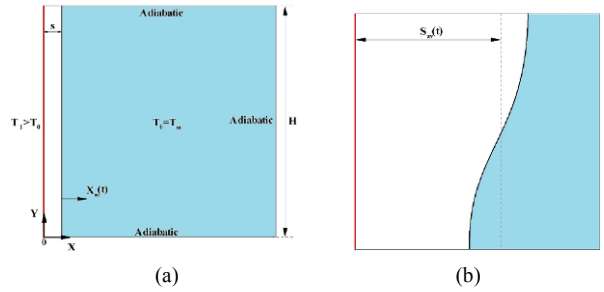 Adiabatic
s
H
T₁>T₀
T₀=Tₘ
Adiabatic
Xₘ(t)
Y
Adiabatic
0
X
(a)
Sₐᵥ(t)
(b)